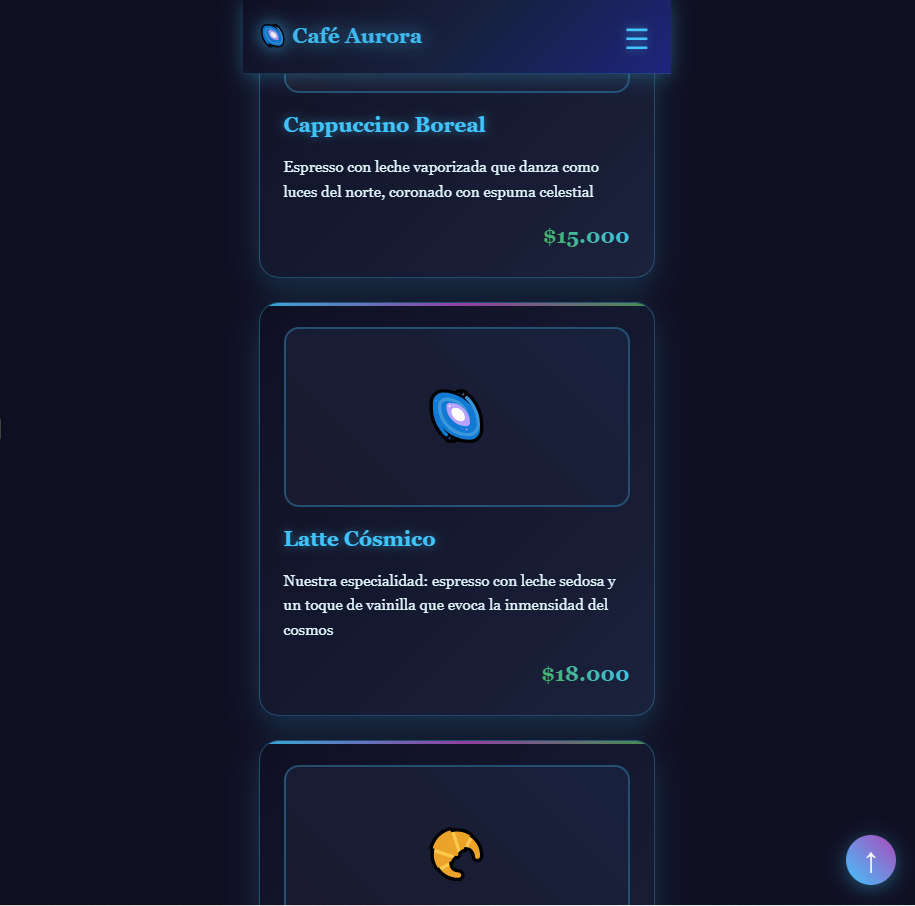 Café Aurora
Cappuccino Boreal
Espresso con leche vaporizada que danza como
luces del norte, coronado con espuma celestial
$15.000
Latte Cósmico
Nuestra especialidad: espresso con leche sedosa y
un toque de vainilla que evoca la inmensidad del
cosmos
$18.000
↑